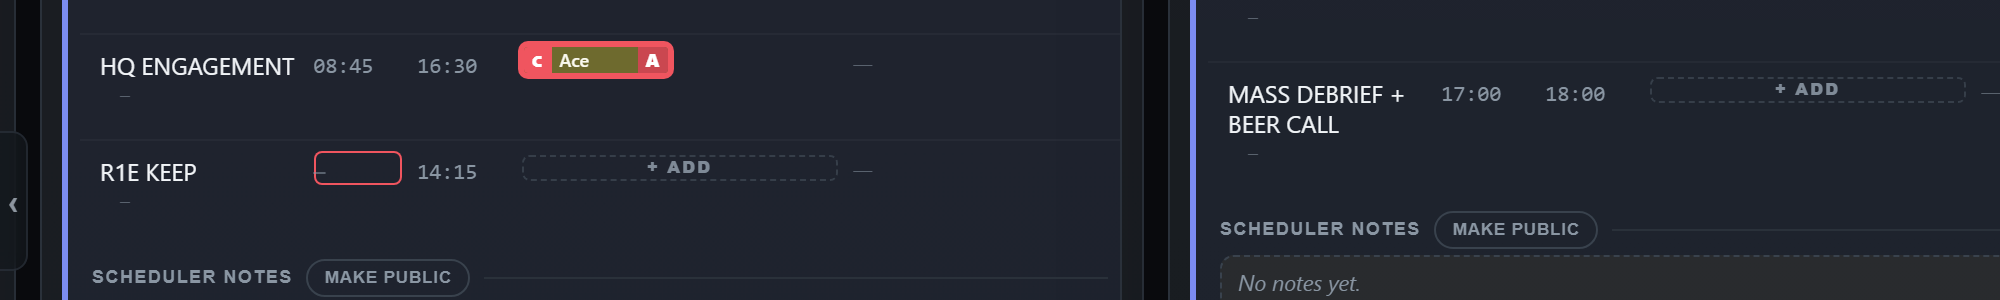 HQ ENGAGEMENT 08:45 16:30 c Ace A —
—
R1E KEEP — 14:15 + ADD —
—
SCHEDULER NOTES MAKE PUBLIC
‹
—
MASS DEBRIEF + 17:00 18:00 + ADD —
BEER CALL
—
SCHEDULER NOTES MAKE PUBLIC
No notes yet.